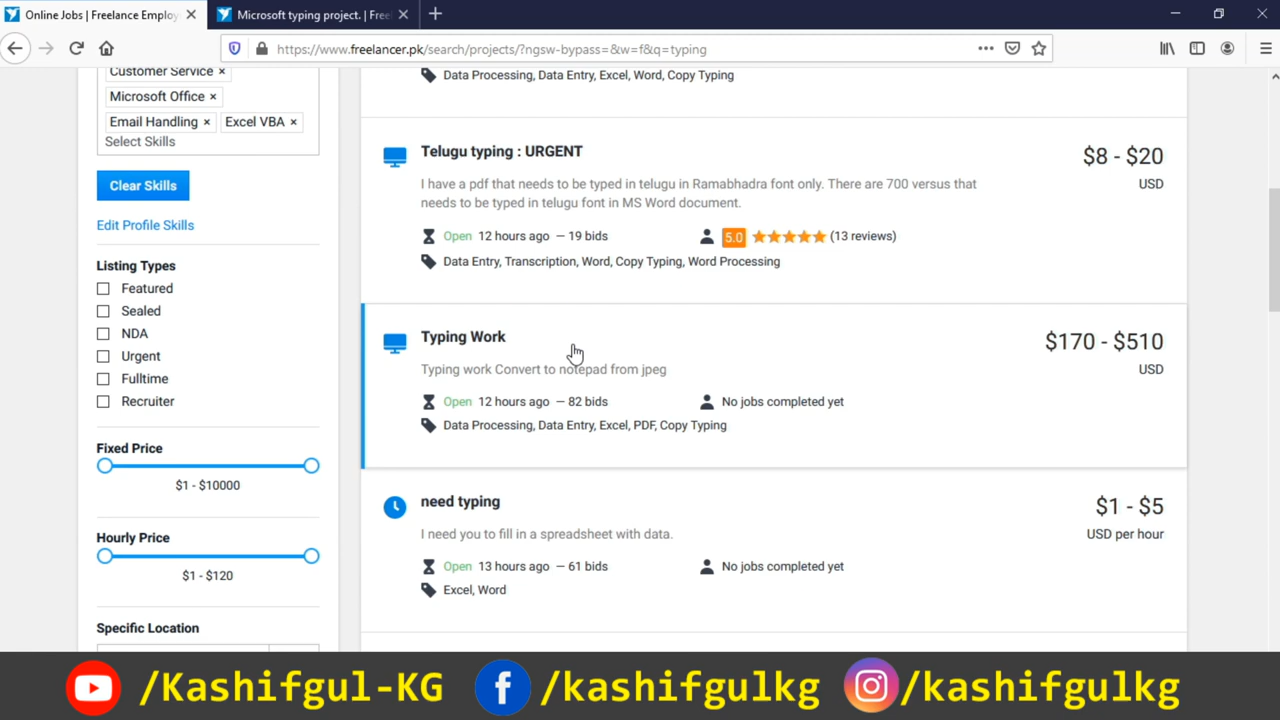 Online Jobs | Freelance Employ
Microsoft typing project. | Free
https://www.freelancer.pk/search/projects/?ngsw-bypass=&w=f&q=typing
Customer Service ×
Microsoft Office ×
Email Handling × Excel VBA ×
Select Skills
Clear Skills
Edit Profile Skills
Listing Types
Featured
Sealed
NDA
Urgent
Fulltime
Recruiter
Fixed Price
$1 - $10000
Hourly Price
$1 - $120
Specific Location
Data Processing, Data Entry, Excel, Word, Copy Typing
Telugu typing : URGENT
$8 - $20
USD
I have a pdf that needs to be typed in telugu in Ramabhadra font only. There are 700 versus that
needs to be typed in telugu font in MS Word document.
Open 12 hours ago — 19 bids
5.0 (13 reviews)
Data Entry, Transcription, Word, Copy Typing, Word Processing
Typing Work
$170 - $510
USD
Typing work Convert to notepad from jpeg
Open 12 hours ago — 82 bids
No jobs completed yet
Data Processing, Data Entry, Excel, PDF, Copy Typing
need typing
$1 - $5
USD per hour
I need you to fill in a spreadsheet with data.
Open 13 hours ago — 61 bids
No jobs completed yet
Excel, Word
/Kashifgul-KG
f /kashifgulkg
/kashifgulkg